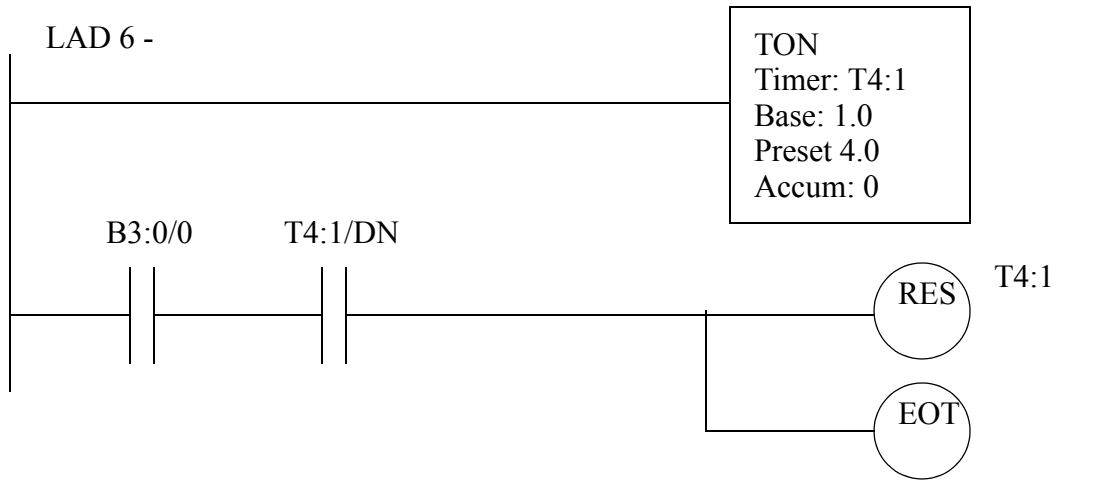 LAD 6 -
TON
Timer: T4:1
Base: 1.0
Preset 4.0
Accum: 0
B3:0/0
T4:1/DN
RES
T4:1
EOT